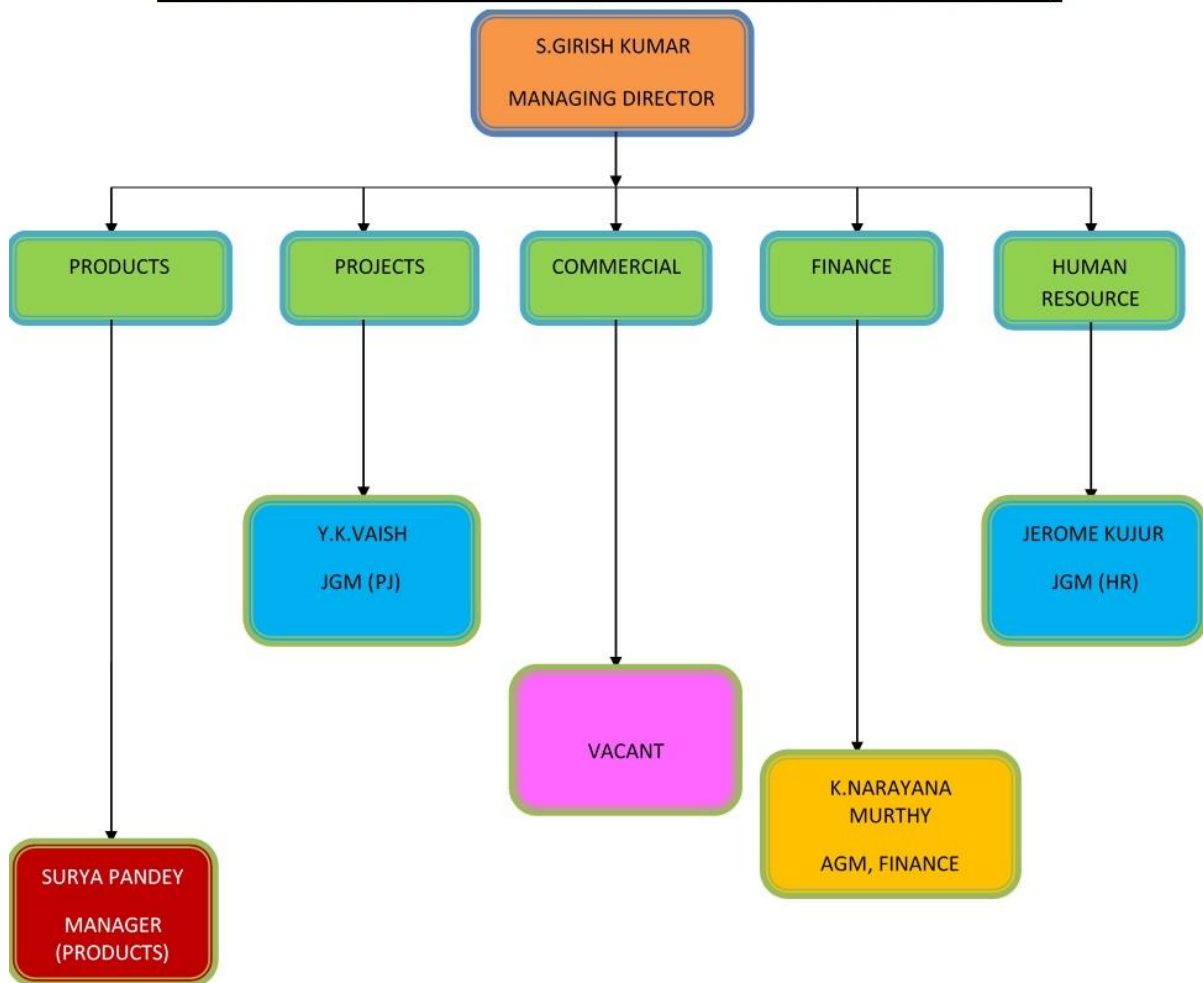 S.GIRISH KUMAR
MANAGING DIRECTOR
PRODUCTS
PROJECTS
COMMERCIAL
FINANCE
HUMAN
RESOURCE
Y.K.VAISH
JGM (PJ)
JEROME KUJUR
JGM (HR)
VACANT
K.NARAYANA
MURTHY
AGM, FINANCE
SURYA PANDEY
MANAGER
(PRODUCTS)